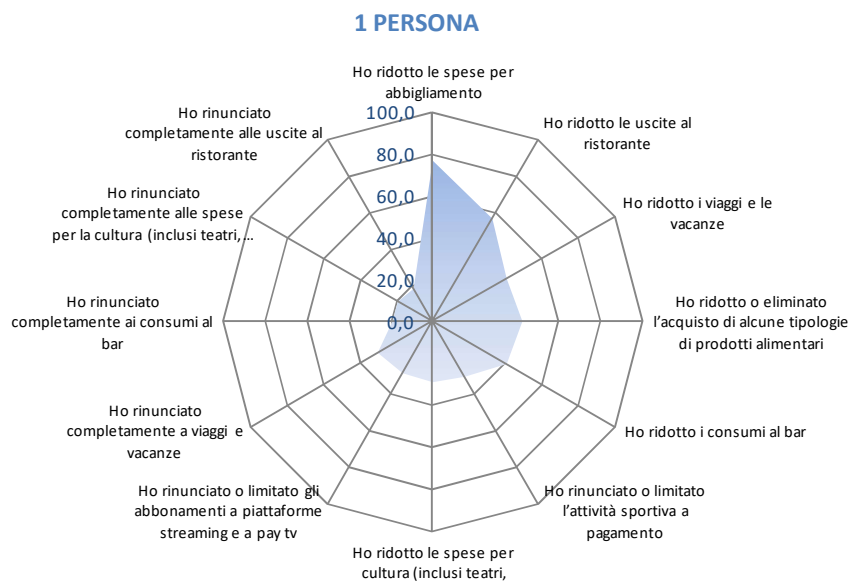 1 PERSONA
Ho ridotto le spese per
abbigliamento
Ho ridotto le uscite al
ristorante
Ho ridotto i viaggi e le
vacanze
Ho ridotto o eliminato
l’acquisto di alcune tipologie
di prodotti alimentari
Ho ridotto i consumi al bar
Ho rinunciato o limitato
l’attività sportiva a
pagamento
Ho ridotto le spese per
cultura (inclusi teatri,
Ho rinunciato o limitato gli
abbonamenti a piattaforme
streaming e a pay tv
Ho rinunciato
completamente a viaggi e
vacanze
Ho rinunciato
completamente ai consumi al
bar
Ho rinunciato
completamente alle spese
per la cultura (inclusi teatri,…
Ho rinunciato
completamente alle uscite al
ristorante
100,0
80,0
60,0
40,0
20,0
0,0